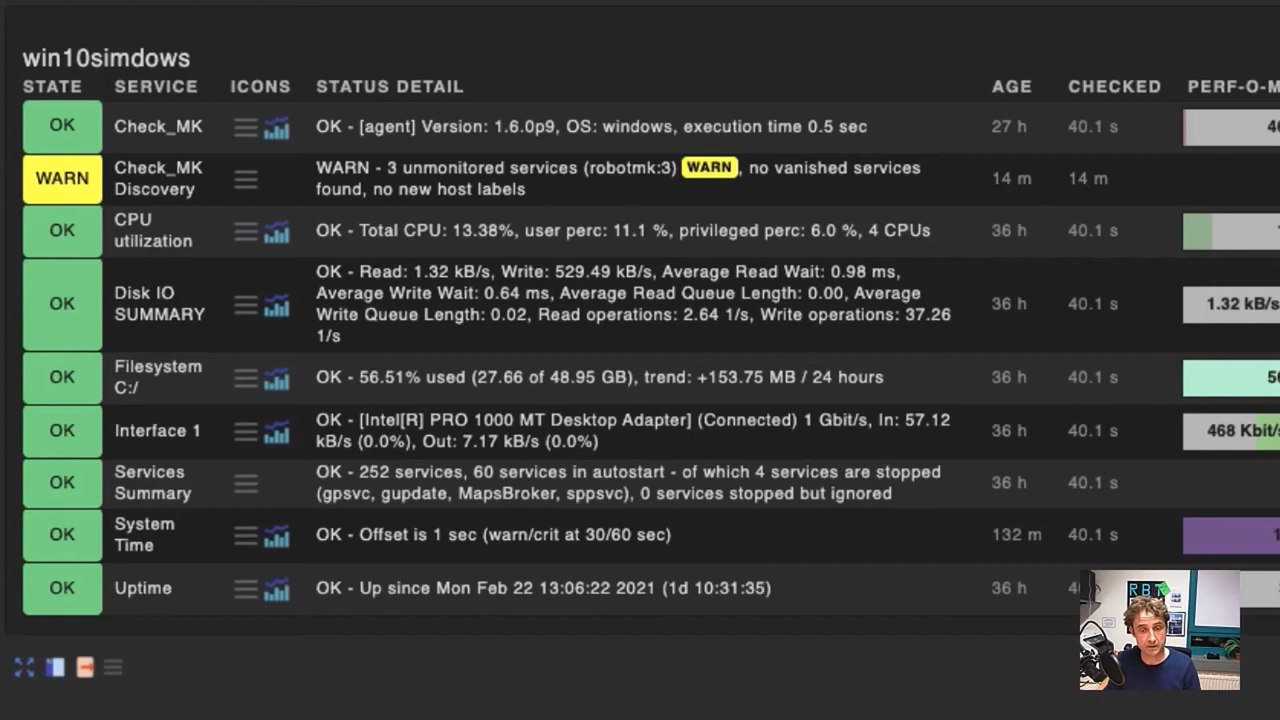 win10simdows
STATE SERVICE ICONS STATUS DETAIL AGE CHECKED PERF-O-M
OK Check_MK OK - [agent] Version: 1.6.0p9, OS: windows, execution time 0.5 sec 27 h 40.1 s
WARN Check_MK Discovery WARN - 3 unmonitored services (robotmk:3) WARN, no vanished services 14 m 14 m
found, no new host labels
OK CPU utilization OK - Total CPU: 13.38%, user perc: 11.1 %, privileged perc: 6.0 %, 4 CPUs 36 h 40.1 s
OK Disk IO SUMMARY OK - Read: 1.32 kB/s, Write: 529.49 kB/s, Average Read Wait: 0.98 ms, 36 h 40.1 s 1.32 kB/s
Average Write Wait: 0.64 ms, Average Read Queue Length: 0.00, Average
Write Queue Length: 0.02, Read operations: 2.64 1/s, Write operations: 37.26
1/s
OK Filesystem C:/ OK - 56.51% used (27.66 of 48.95 GB), trend: +153.75 MB / 24 hours 36 h 40.1 s
OK Interface 1 OK - [Intel[R] PRO 1000 MT Desktop Adapter] (Connected) 1 Gbit/s, In: 57.12 36 h 40.1 s 468 Kbit/s
kB/s (0.0%), Out: 7.17 kB/s (0.0%)
OK Services Summary OK - 252 services, 60 services in autostart - of which 4 services are stopped 36 h 40.1 s
(gpsvc, gupdate, MapsBroker, sppsvc), 0 services stopped but ignored
OK System Time OK - Offset is 1 sec (warn/crit at 30/60 sec) 132 m 40.1 s
OK Uptime OK - Up since Mon Feb 22 13:06:22 2021 (1d 10:31:35) 36 h